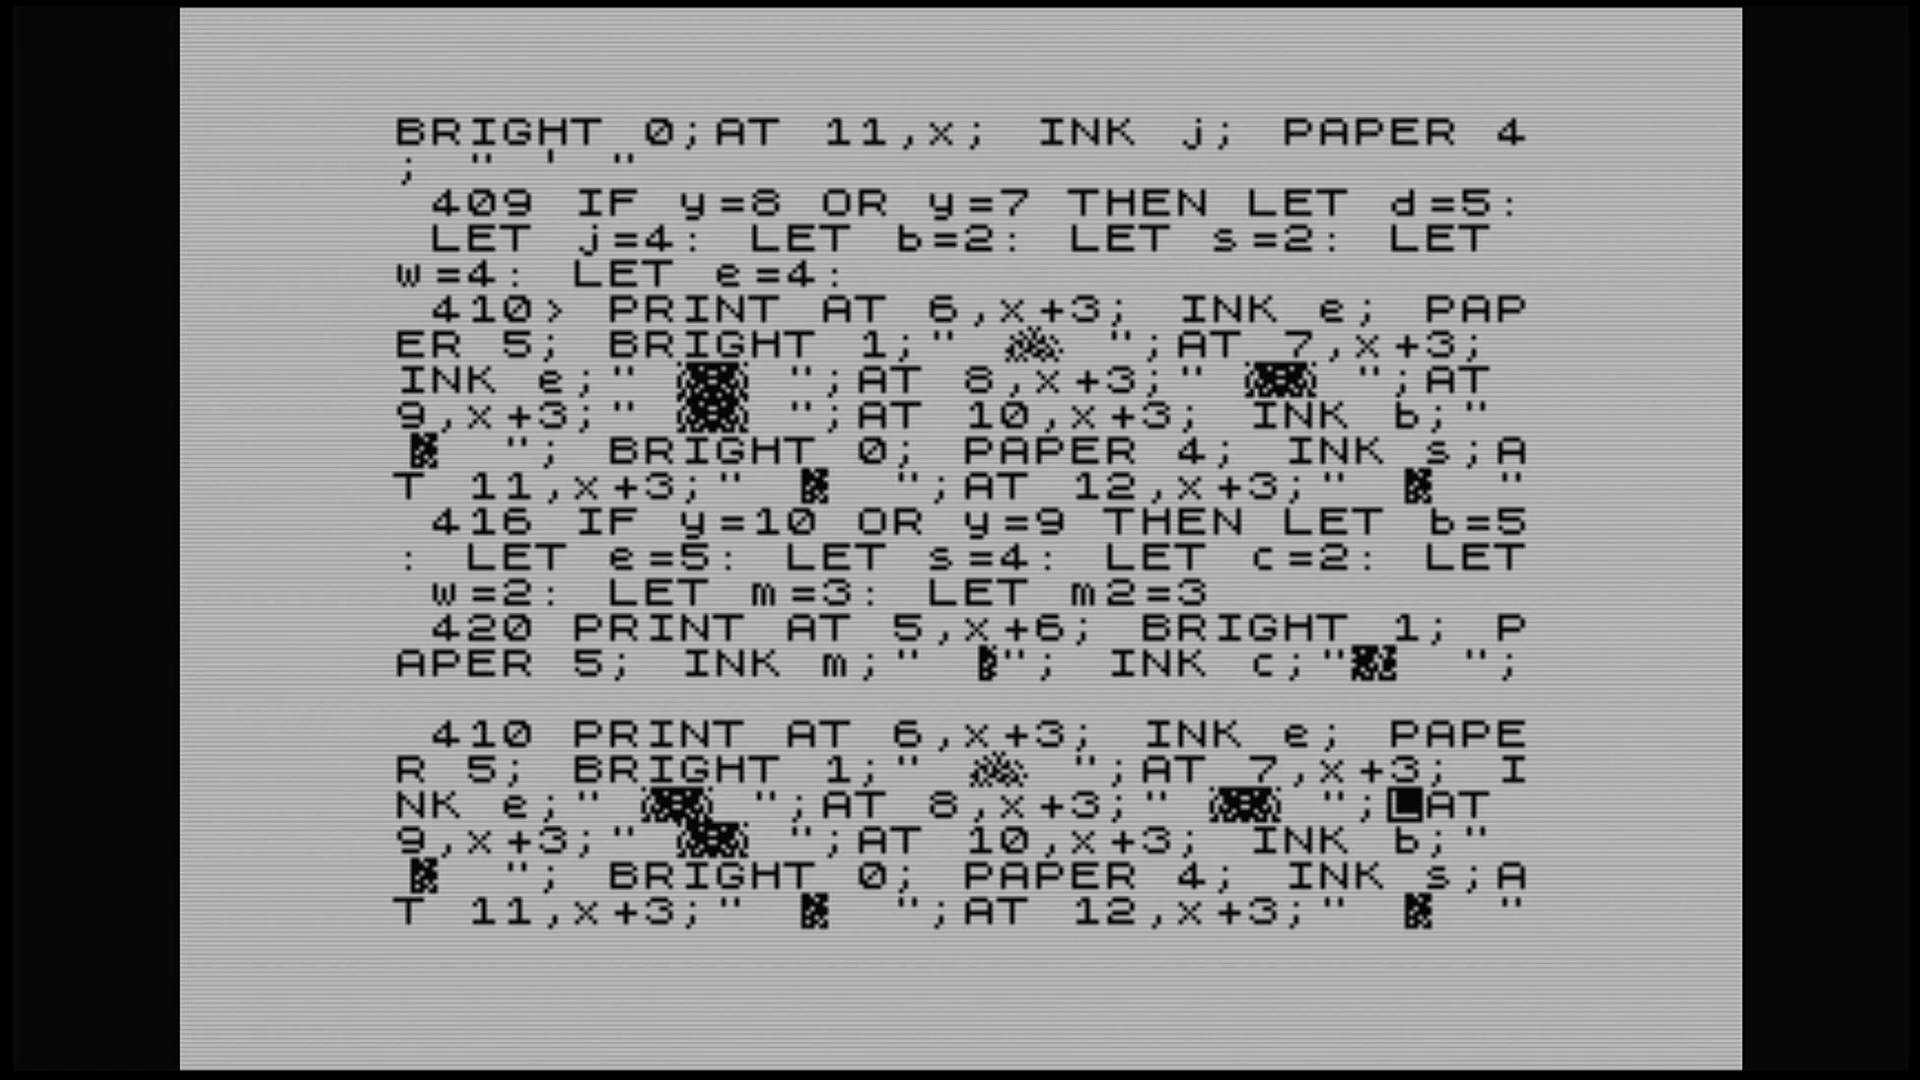 BRIGHT 0;AT 11,x; INK j; PAPER 4
; " ' "
409 IF y=8 OR y=7 THEN LET d=5:
LET j=4: LET b=2: LET s=2: LET
w=4: LET e=4:
410> PRINT AT 6,x+3; INK e; PAP
ER 5; BRIGHT 1;" ";AT 7,x+3;
INK e;" ";AT 8,x+3;" ";AT
9,x+3;" ";AT 10,x+3; INK b;"
"; BRIGHT 0; PAPER 4; INK s;A
T 11,x+3;" ";AT 12,x+3;" "
416 IF y=10 OR y=9 THEN LET b=5
: LET e=5: LET s=4: LET c=2: LET
w=2: LET m=3: LET m2=3
420 PRINT AT 5,x+6; BRIGHT 1; P
APER 5; INK m;" "; INK c;" ";
410 PRINT AT 6,x+3; INK e; PAPE
R 5; BRIGHT 1;" ";AT 7,x+3; I
NK e;" ";AT 8,x+3;" ";LAT
9,x+3;" ";AT 10,x+3; INK b;"
"; BRIGHT 0; PAPER 4; INK s;A
T 11,x+3;" ";AT 12,x+3;" "